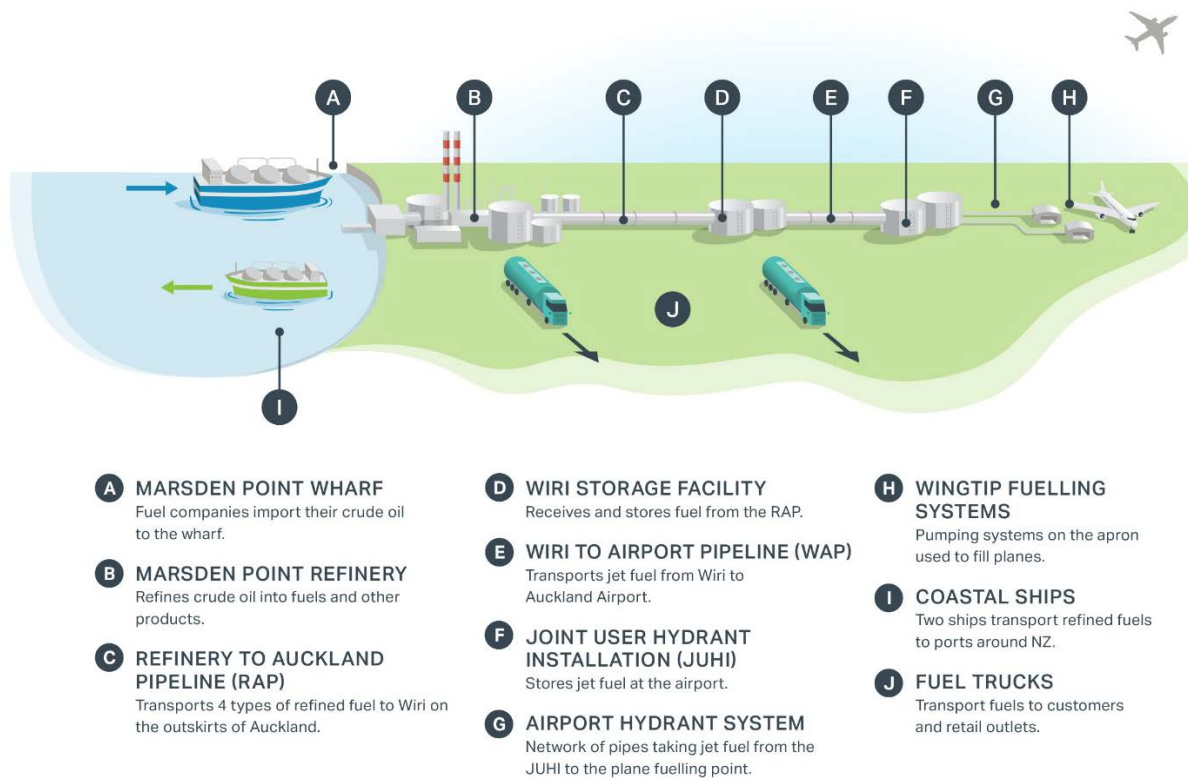 A
B
C
D
E
F
G
H
J
I
A MARSDEN POINT WHARF
Fuel companies import their crude oil
to the wharf.
B MARSDEN POINT REFINERY
Refines crude oil into fuels and other
products.
C REFINERY TO AUCKLAND
PIPELINE (RAP)
Transports 4 types of refined fuel to Wiri on
the outskirts of Auckland.
D WIRI STORAGE FACILITY
Receives and stores fuel from the RAP.
E WIRI TO AIRPORT PIPELINE (WAP)
Transports jet fuel from Wiri to
Auckland Airport.
F JOINT USER HYDRANT
INSTALLATION (JUHI)
Stores jet fuel at the airport.
G AIRPORT HYDRANT SYSTEM
Network of pipes taking jet fuel from the
JUHI to the plane fuelling point.
H WINGTIP FUELLING
SYSTEMS
Pumping systems on the apron
used to fill planes.
I COASTAL SHIPS
Two ships transport refined fuels
to ports around NZ.
J FUEL TRUCKS
Transport fuels to customers
and retail outlets.